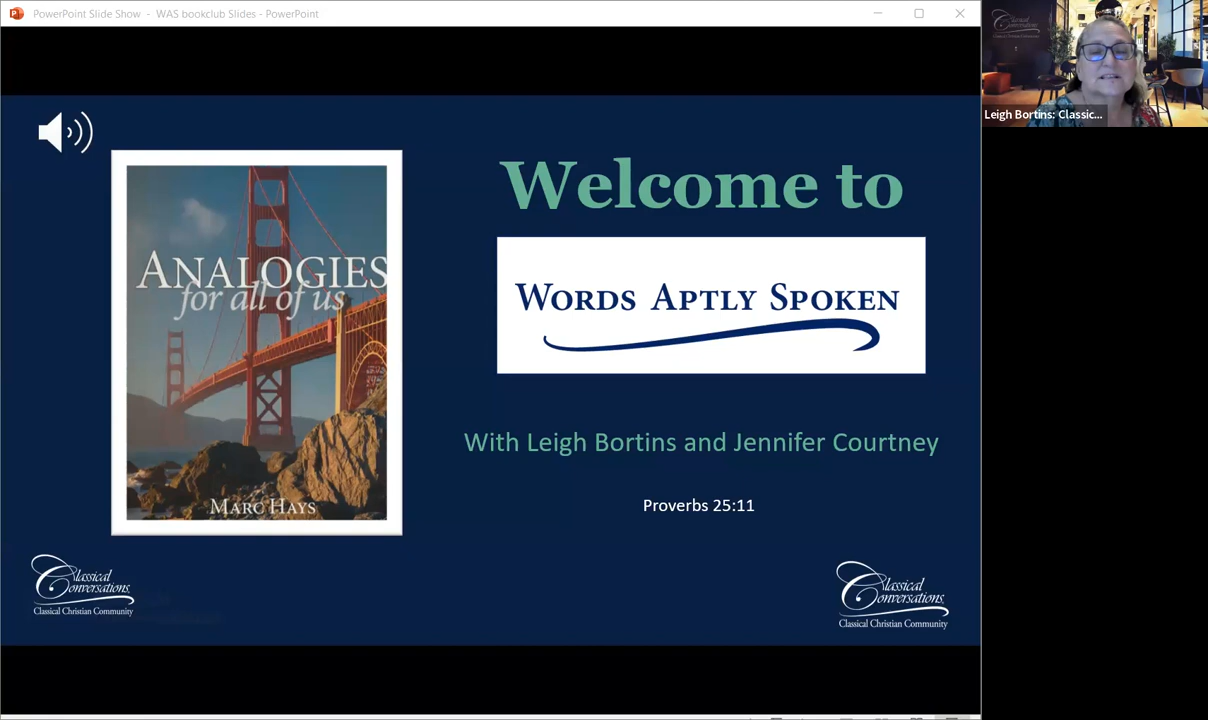 PowerPoint Slide Show - WAS bookclub Slides - PowerPoint
Classical
Conversations
Leigh Bortins: Classic...
Welcome to
ANALOGIES
for all of us
MARC HAYS
WORDS APTLY SPOKEN
With Leigh Bortins and Jennifer Courtney
Proverbs 25:11
Classical
Conversations
Classical Christian Community
Classical
Conversations
Classical Christian Community